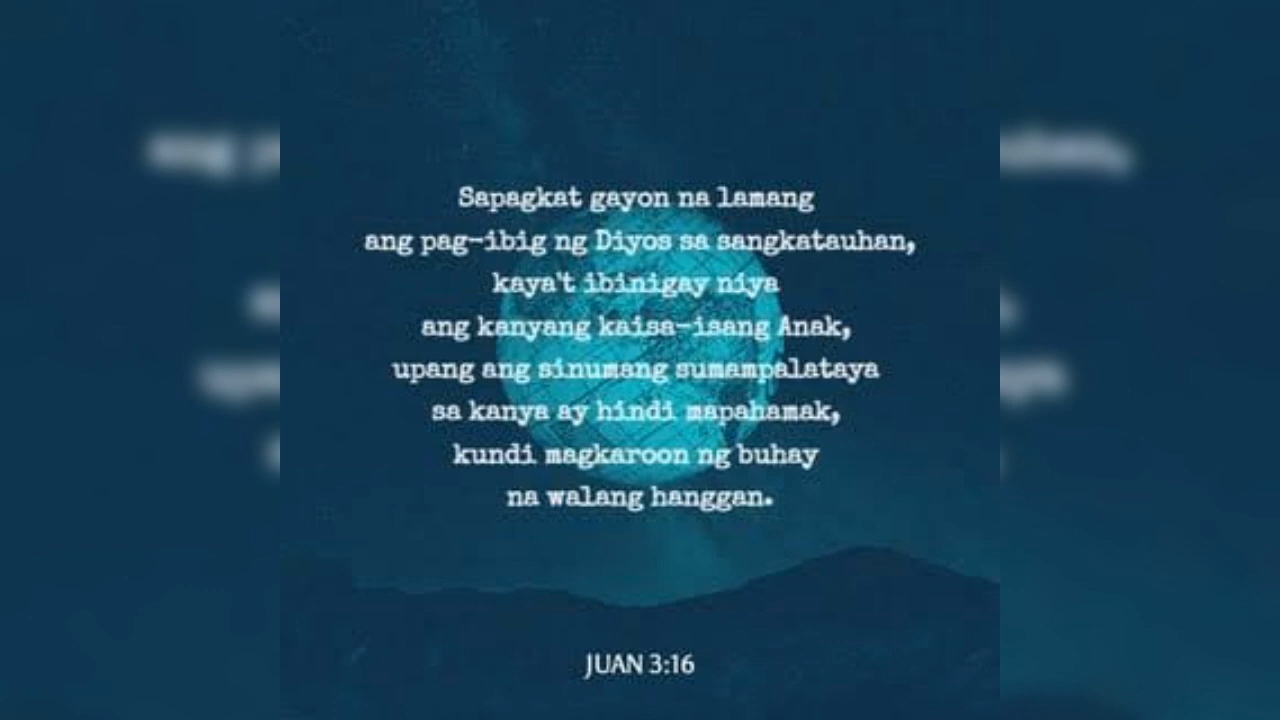 Sapagkat gayon na lamang
ang pag-ibig ng Diyos sa sangkatauhan,
kaya't ibinigay niya
ang kanyang kaisa-isang Anak,
upang ang sinumang sumampalataya
sa kanya ay hindi mapahamak,
kundi magkaroon ng buhay
na walang hanggan.
JUAN 3:16